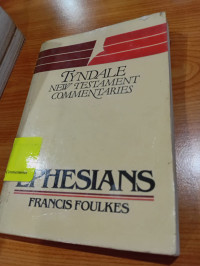 TYNDALE
NEW TESTAMENT
COMMENTARIES
EPHESIANS
FRANCIS FOULKES